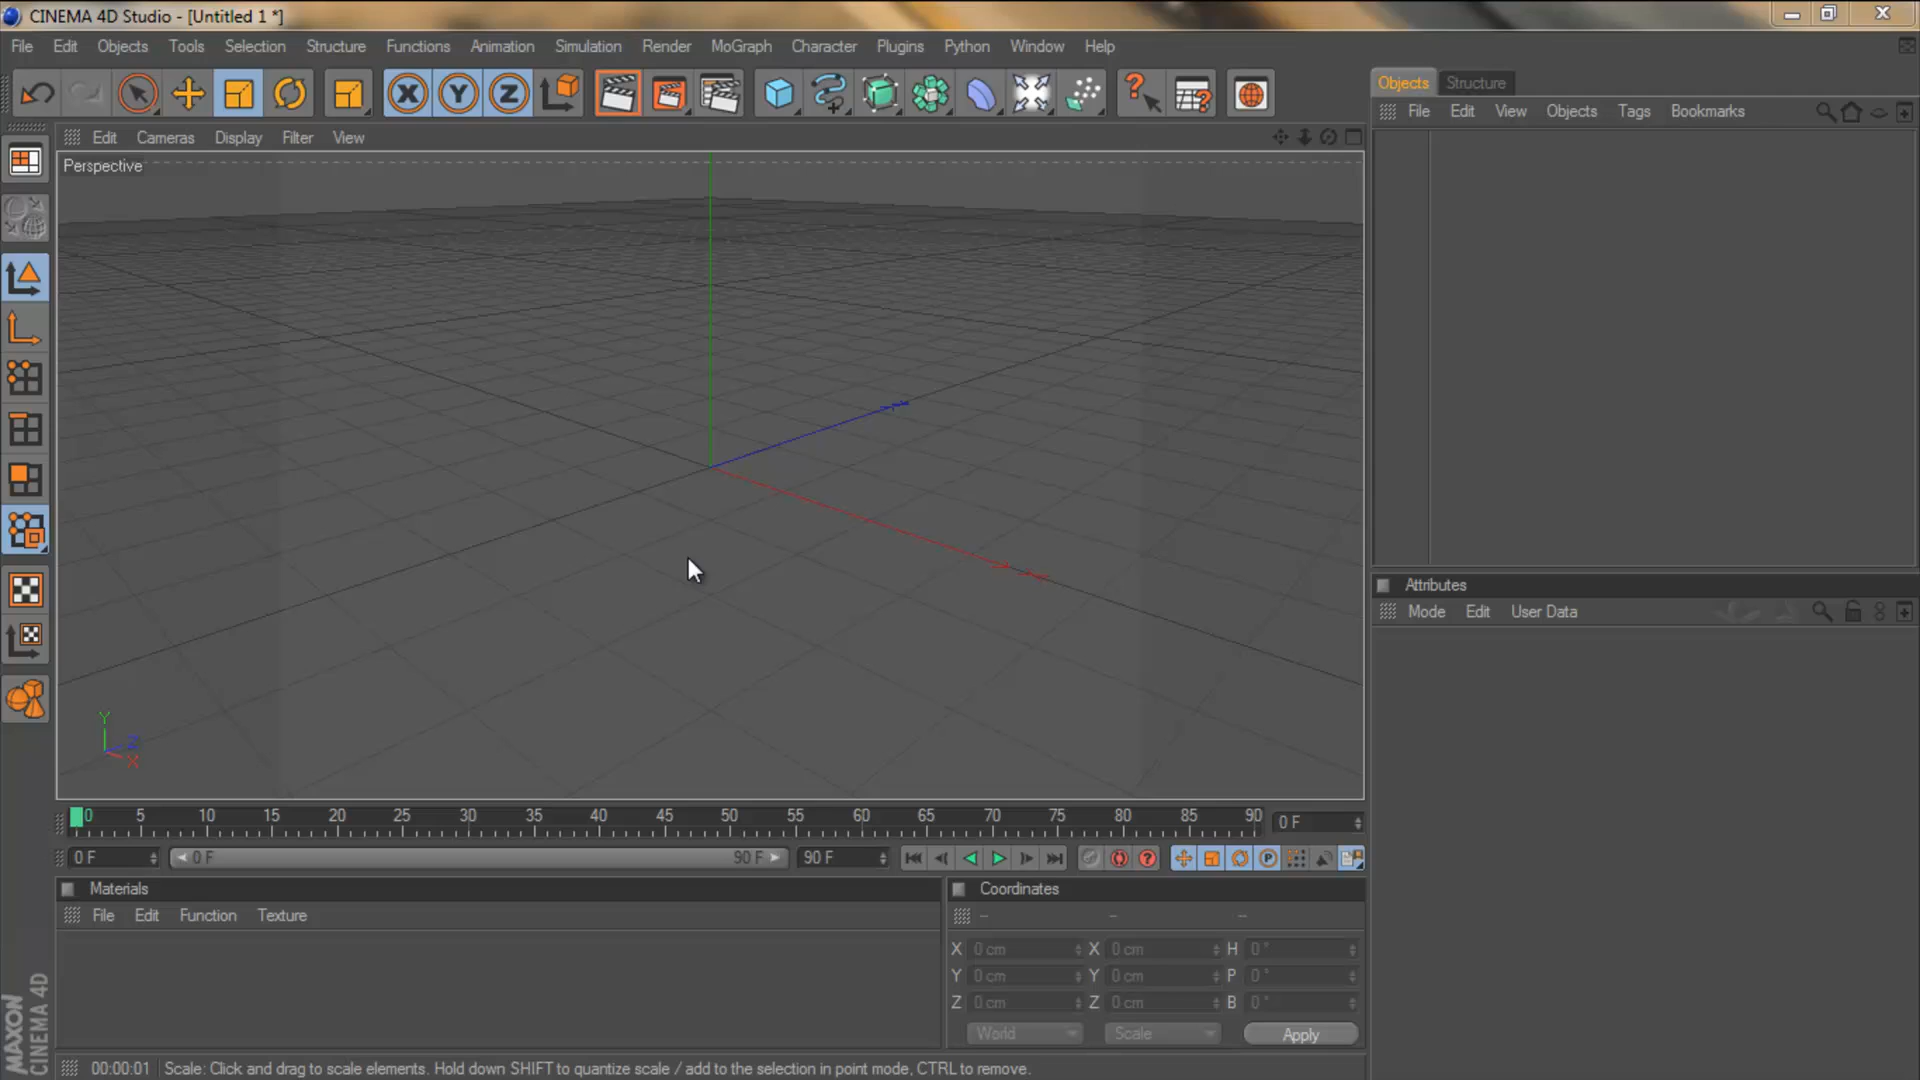 CINEMA 4D Studio - [Untitled 1 *]
File Edit Objects Tools Selection Structure Functions Animation Simulation Render MoGraph Character Plugins Python Window Help
X Y Z
Objects Structure
File Edit View Objects Tags Bookmarks
Edit Cameras Display Filter View
Perspective
Y
Z
X
Attributes
Mode Edit User Data
0 5 10 15 20 25 30 35 40 45 50 55 60 65 70 75 80 85 90 0 F
0 F 0 F 90 F 90 F
P
Materials
File Edit Function Texture
Coordinates
-- -- --
X 0 cm X 0 cm H 0 °
Y 0 cm Y 0 cm P 0 °
Z 0 cm Z 0 cm B 0 °
World Scale Apply
MAXON
CINEMA 4D
00:00:01 Scale: Click and drag to scale elements. Hold down SHIFT to quantize scale / add to the selection in point mode, CTRL to remove.